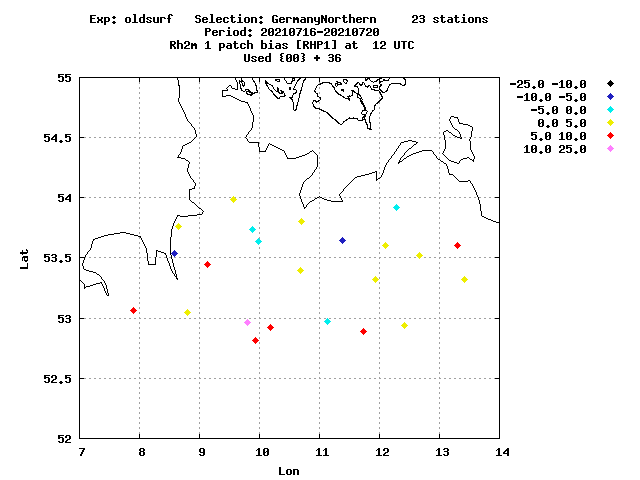 Exp: oldsurf   Selection: GermanyNorthern     23 stations
Period: 20210716-20210720
Rh2m 1 patch bias [RHP1] at  12 UTC
Used {00} + 36
-25.0 -10.0
-10.0 -5.0
-5.0 0.0
0.0 5.0
5.0 10.0
10.0 25.0
55
54.5
54
53.5
53
52.5
52
Lat
7 8 9 10 11 12 13 14
Lon